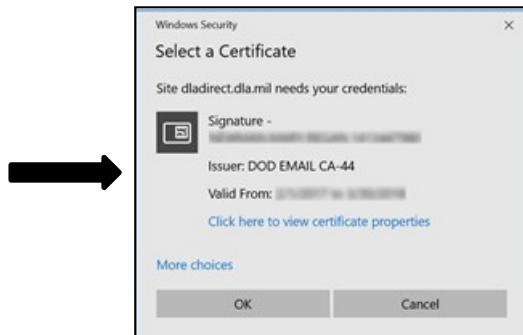 Windows Security
Select a Certificate
Site dladirect.dla.mil needs your credentials:
Signature -
Issuer: DOD EMAIL CA-44
Valid From:
Click here to view certificate properties
More choices
OK Cancel